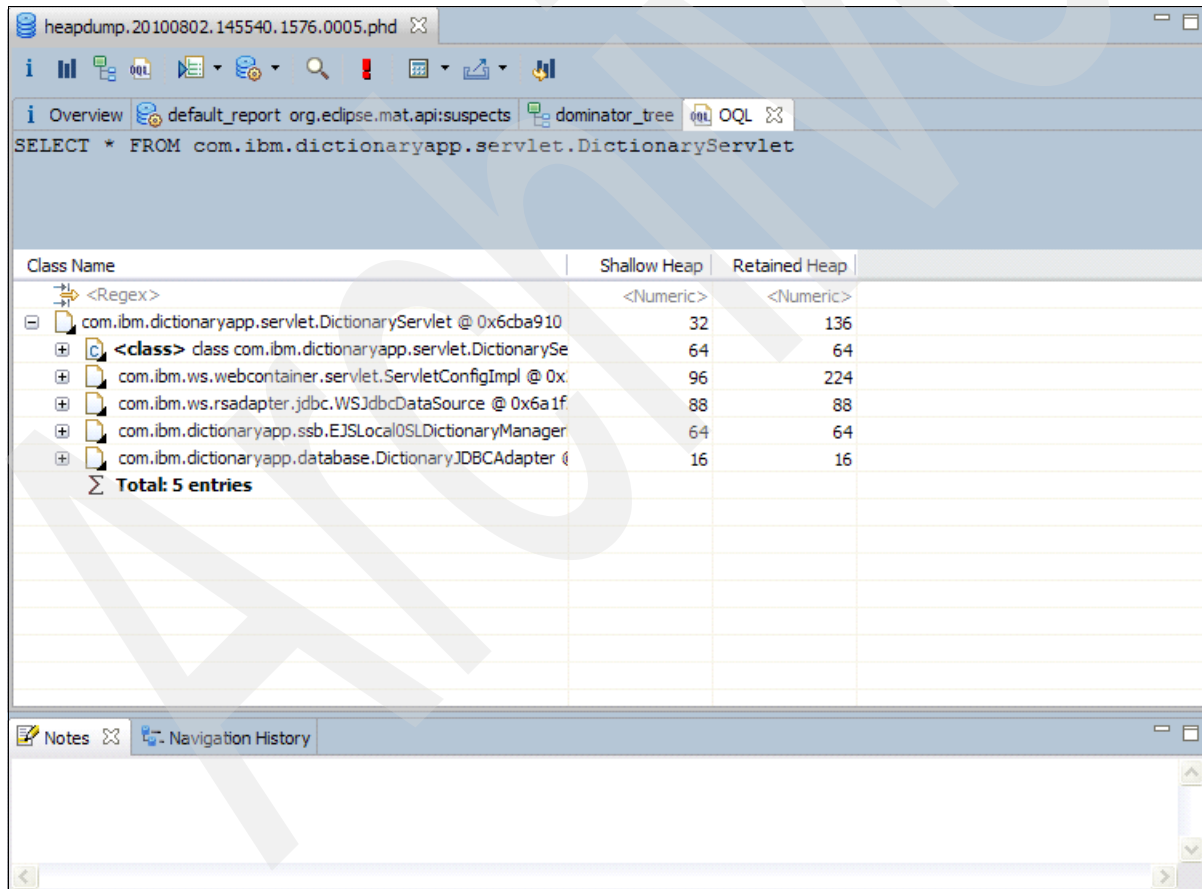 heapdump.20100802.145540.1576.0005.phd
i OQL
i Overview default_report org.eclipse.mat.api:suspects dominator_tree OQL
SELECT * FROM com.ibm.dictionaryapp.servlet.DictionaryServlet
Class Name Shallow Heap Retained Heap
<Regex> <Numeric> <Numeric>
com.ibm.dictionaryapp.servlet.DictionaryServlet @ 0x6cba910 32 136
<class> class com.ibm.dictionaryapp.servlet.DictionarySe 64 64
com.ibm.ws.webcontainer.servlet.ServletConfigImpl @ 0x 96 224
com.ibm.ws.rsadapter.jdbc.WSJdbcDataSource @ 0x6a1f 88 88
com.ibm.dictionaryapp.ssb.EJSLocal0SLDictionaryManager 64 64
com.ibm.dictionaryapp.database.DictionaryJDBCAdapter @ 16 16
Σ Total: 5 entries
Notes Navigation History